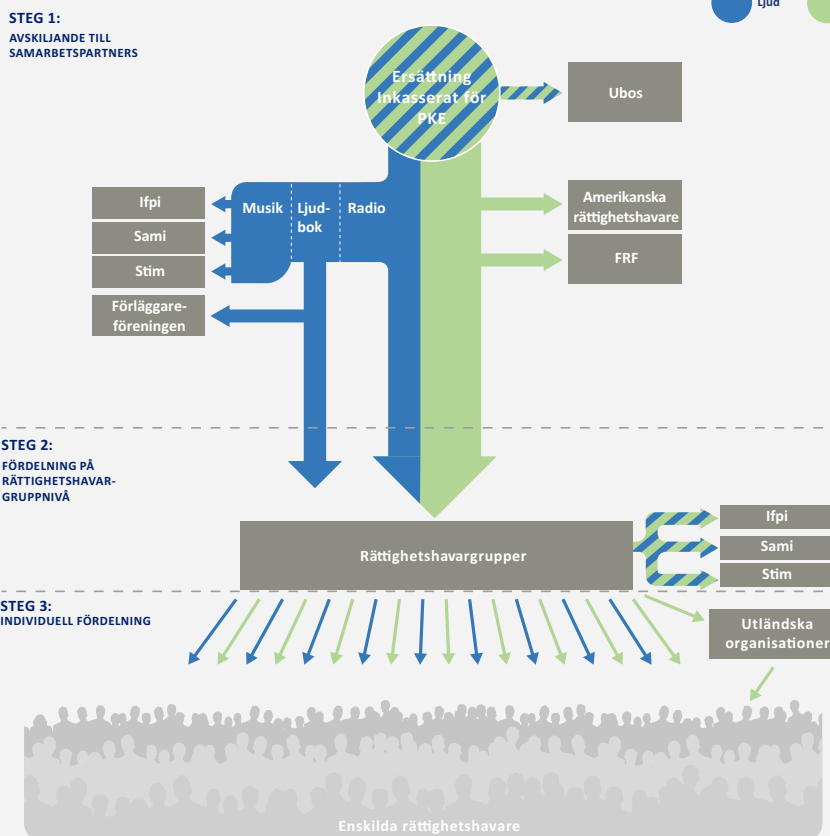 STEG 1:
AVSKILJANDE TILL
SAMARBETSPARTNERS
Ljud
Ersättning
Inkasserat för
PKE
Ubos
Ifpi
Sami
Stim
Förläggare-
föreningen
Musik
Ljud-
bok
Radio
Amerikanska
rättighetshavare
FRF
STEG 2:
FÖRDELNING PÅ
RÄTTIGHETSHAVAR-
GRUPPNIVÅ
Rättighetshavargrupper
Ifpi
Sami
Stim
STEG 3:
INDIVIDUELL FÖRDELNING
Utländska
organisationer
Enskilda rättighetshavare